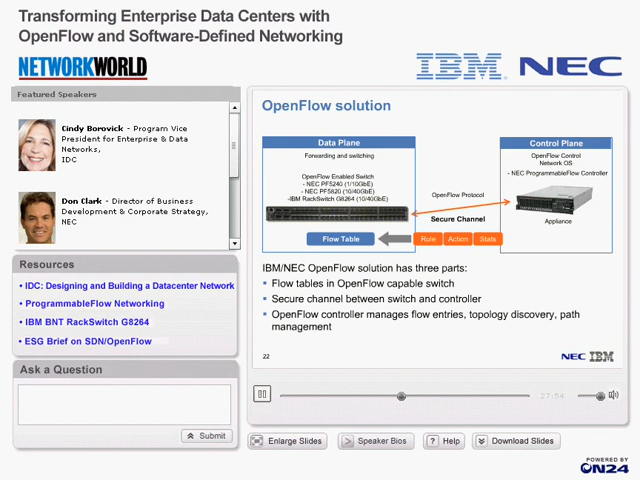 Transforming Enterprise Data Centers with
OpenFlow and Software-Defined Networking
NETWORKWORLD
IBM® NEC
Featured Speakers
Cindy Borovick - Program Vice
President for Enterprise & Data
Networks,
IDC
Don Clark - Director of Business
Development & Corporate Strategy,
NEC
Resources
• IDC: Designing and Building a Datacenter Network
• ProgrammableFlow Networking
• IBM BNT RackSwitch G8264
• ESG Brief on SDN/OpenFlow
Ask a Question
Submit
OpenFlow solution
Data Plane
Forwarding and switching
OpenFlow Enabled Switch
- NEC PF5240 (1/10GbE)
- NEC PF5820 (10/40GbE)
-IBM RackSwitch G8264 (10/40GbE)
Flow Table
OpenFlow Protocol
Secure Channel
Rule Action Stats
Control Plane
OpenFlow Control
Network OS
- NEC ProgrammableFlow Controller
Appliance
IBM/NEC OpenFlow solution has three parts:
• Flow tables in OpenFlow capable switch
• Secure channel between switch and controller
• OpenFlow controller manages flow entries, topology discovery, path
management
22
NEC IBM
27:54
Enlarge Slides
Speaker Bios
? Help
Download Slides
POWERED BY
ON24